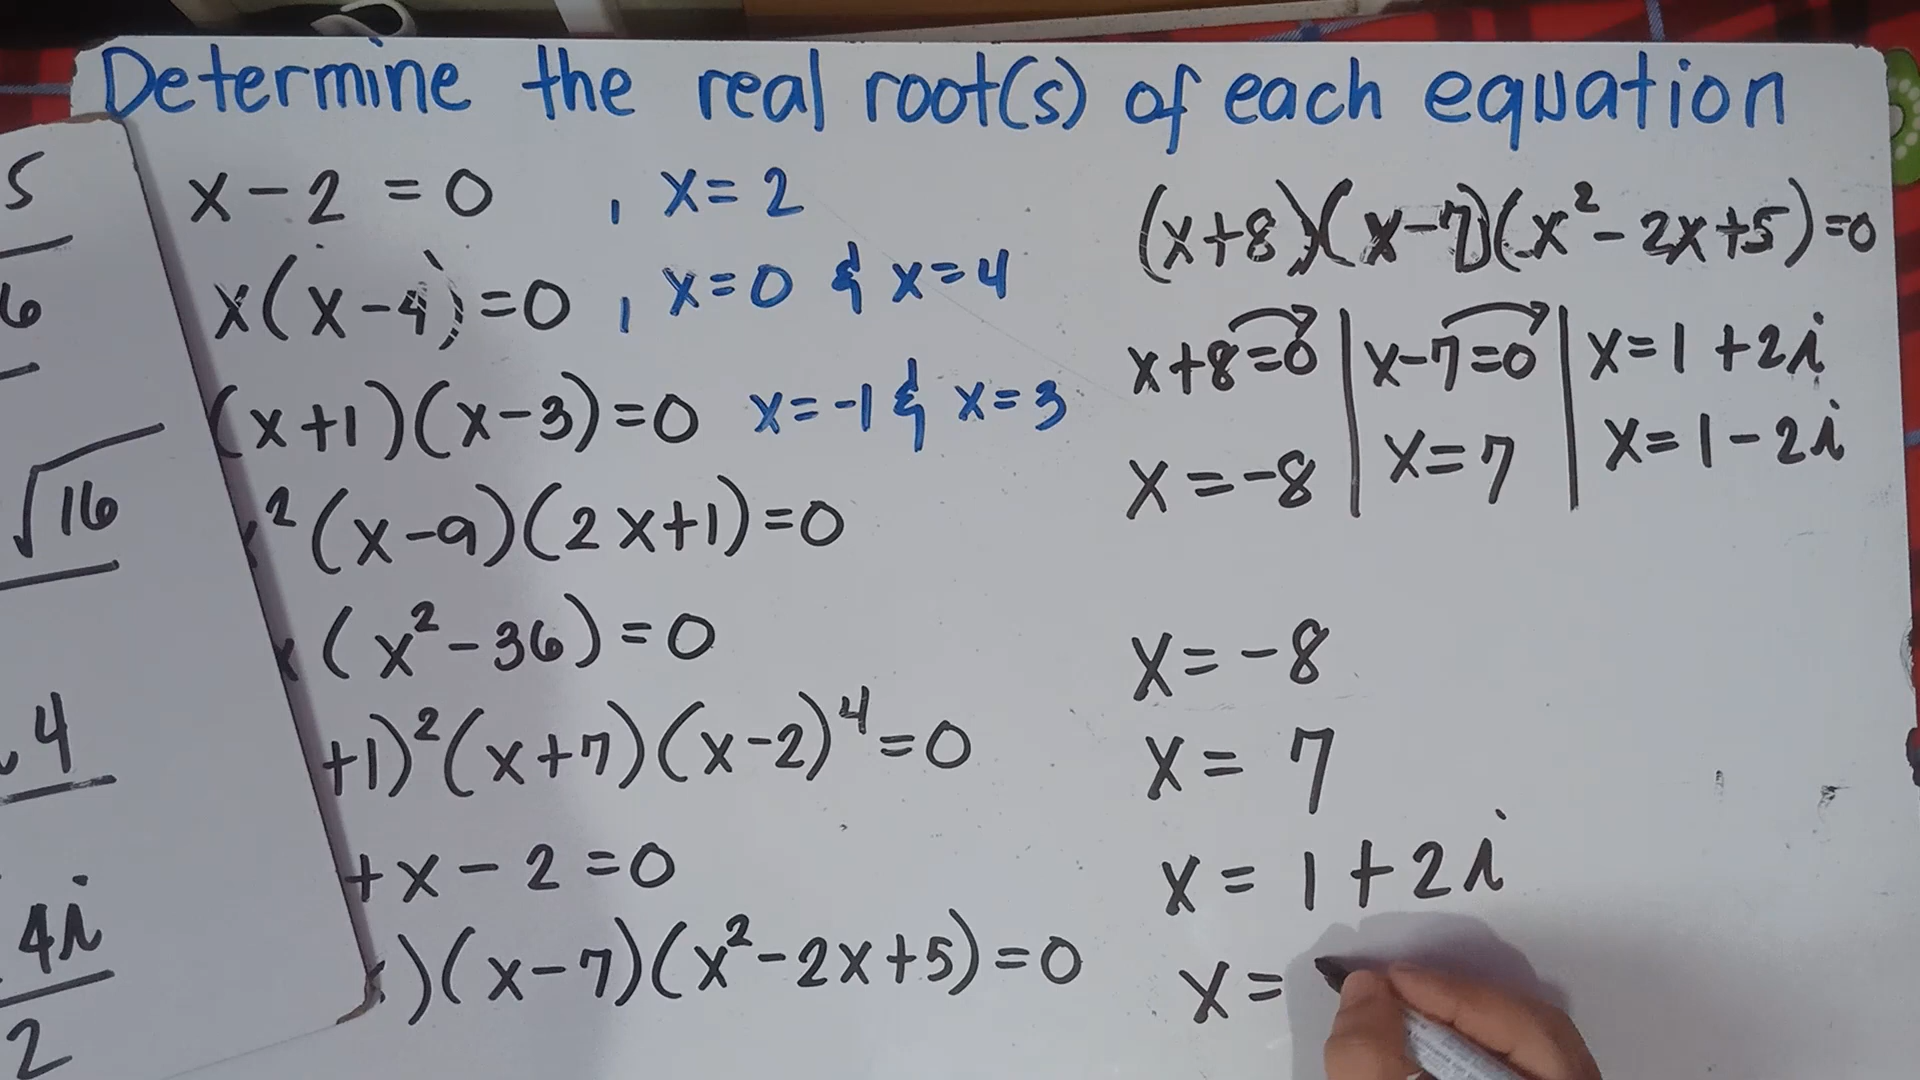 Determine the real root(s) of each equation
x - 2 = 0 , x = 2
x(x-4) = 0 , x = 0 & x = 4
(x+1)(x-3) = 0 x = -1 & x = 3
²(x-9)(2x+1) = 0
x(x²-36) = 0
+1)²(x+7)(x-2)⁴ = 0
+x-2 = 0
)(x-7)(x²-2x+5) = 0
(x+8)(x-7)(x²-2x+5) = 0
x+8=0 | x-7=0 | x=1+2i
x = -8 | x = 7 | x = 1-2i
x = -8
x = 7
x = 1+2i
x =
5
6
√16
4
4i
2